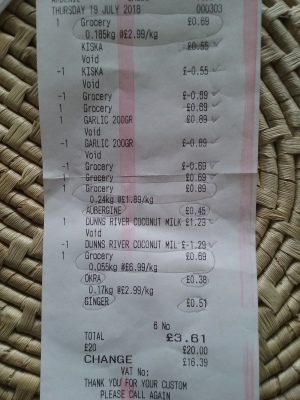 THURSDAY 19 JULY 2018 000303
1 Grocery £0.69
0.185kg @£2.99/kg
KISKA £0.55
Void
-1 KISKA £-0.55
Void
-1 Grocery £-0.69
1 Grocery £0.89
1 GARLIC 200GR £0.89
Void
-1 GARLIC 200GR £-0.89
Void
-1 Grocery £-0.69
1 Grocery £0.69
1 Grocery £0.89
0.24kg @£1.89/kg
AUBERGINE £0.45
1 DUNNS RIVER COCONUT MILK £1.29
Void
-1 DUNNS RIVER COCONUT MIL £-1.29
1 Grocery £0.69
0.055kg @£6.99/kg
OKRA £0.38
0.17kg @£2.99/kg
GINGER £0.51
6 No
TOTAL £3.61
£20 £20.00
CHANGE £16.39
VAT No:
THANK YOU FOR YOUR CUSTOM
PLEASE CALL AGAIN